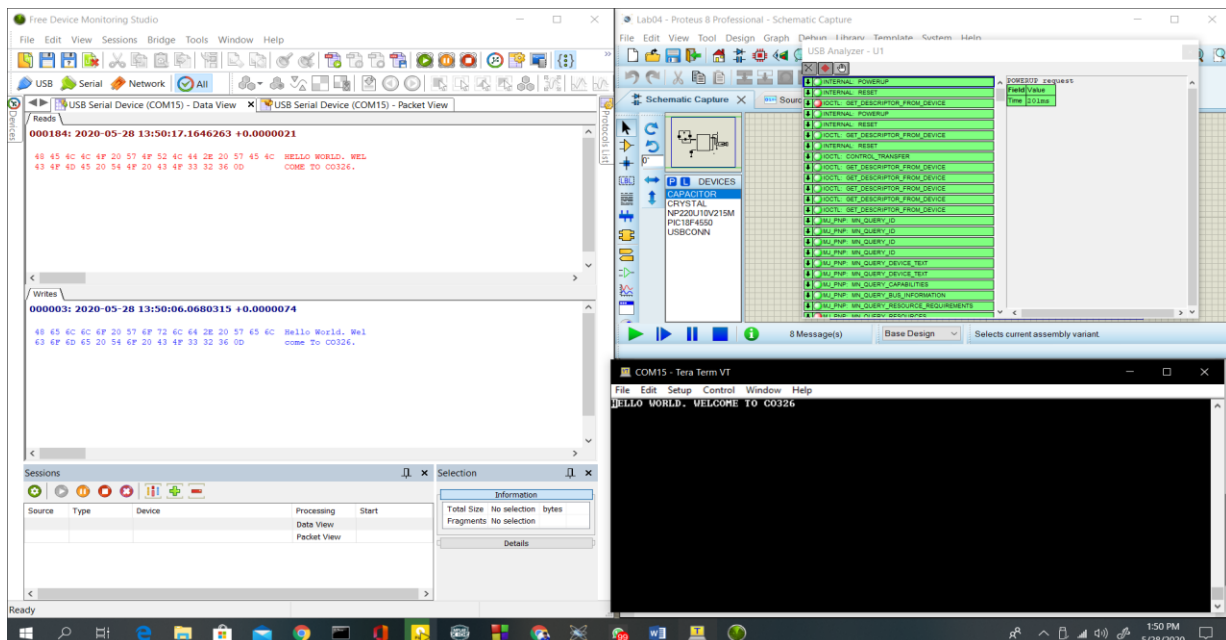 Free Device Monitoring Studio
File Edit View Sessions Bridge Tools Window Help
USB Serial Network All
USB Serial Device (COM15) - Data View USB Serial Device (COM15) - Packet View
Devices
Protocols List
Reads
000184: 2020-05-28 13:50:17.1646263 +0.0000021
48 45 4C 4C 4F 20 57 4F 52 4C 44 2E 20 57 45 4C HELLO WORLD. WEL
43 4F 4D 45 20 54 4F 20 43 4F 33 32 36 0D COME TO CO326.
Writes
000003: 2020-05-28 13:50:06.0680315 +0.0000074
48 65 6C 6C 6F 20 57 6F 72 6C 64 2E 20 57 65 6C Hello World. Wel
63 6F 6D 65 20 54 6F 20 43 4F 33 32 36 0D come To CO326.
Sessions
Source Type Device Processing Start
Data View
Packet View
Selection
Information
Total Size No selection bytes
Fragments No selection
Details
Ready
Lab04 - Proteus 8 Professional - Schematic Capture
File Edit View Tool Design Graph Debug Library Template System Help
Schematic Capture Sourc
0°
LBL
P L DEVICES
CAPACITOR
CRYSTAL
NP220U10V215M
PIC18F4550
USBCONN
USB Analyzer - U1
INTERNAL: POWERUP
INTERNAL: RESET
IOCTL: GET_DESCRIPTOR_FROM_DEVICE
INTERNAL: POWERUP
INTERNAL: RESET
IOCTL: GET_DESCRIPTOR_FROM_DEVICE
INTERNAL: RESET
IOCTL: CONTROL_TRANSFER
IOCTL: GET_DESCRIPTOR_FROM_DEVICE
IOCTL: GET_DESCRIPTOR_FROM_DEVICE
IOCTL: GET_DESCRIPTOR_FROM_DEVICE
IOCTL: GET_DESCRIPTOR_FROM_DEVICE
IOCTL: GET_DESCRIPTOR_FROM_DEVICE
MJ_PNP: MN_QUERY_ID
MJ_PNP: MN_QUERY_ID
MJ_PNP: MN_QUERY_ID
MJ_PNP: MN_QUERY_ID
MJ_PNP: MN_QUERY_DEVICE_TEXT
MJ_PNP: MN_QUERY_DEVICE_TEXT
MJ_PNP: MN_QUERY_CAPABILITIES
MJ_PNP: MN_QUERY_BUS_INFORMATION
MJ_PNP: MN_QUERY_RESOURCE_REQUIREMENTS
MJ_PNP: MN_QUERY_RESOURCES
POWERUP request
Field Value
Time 201ms
8 Message(s) Base Design Selects current assembly variant.
COM15 - Tera Term VT
File Edit Setup Control Window Help
HELLO WORLD. WELCOME TO CO326
99
1:50 PM
5/28/2020